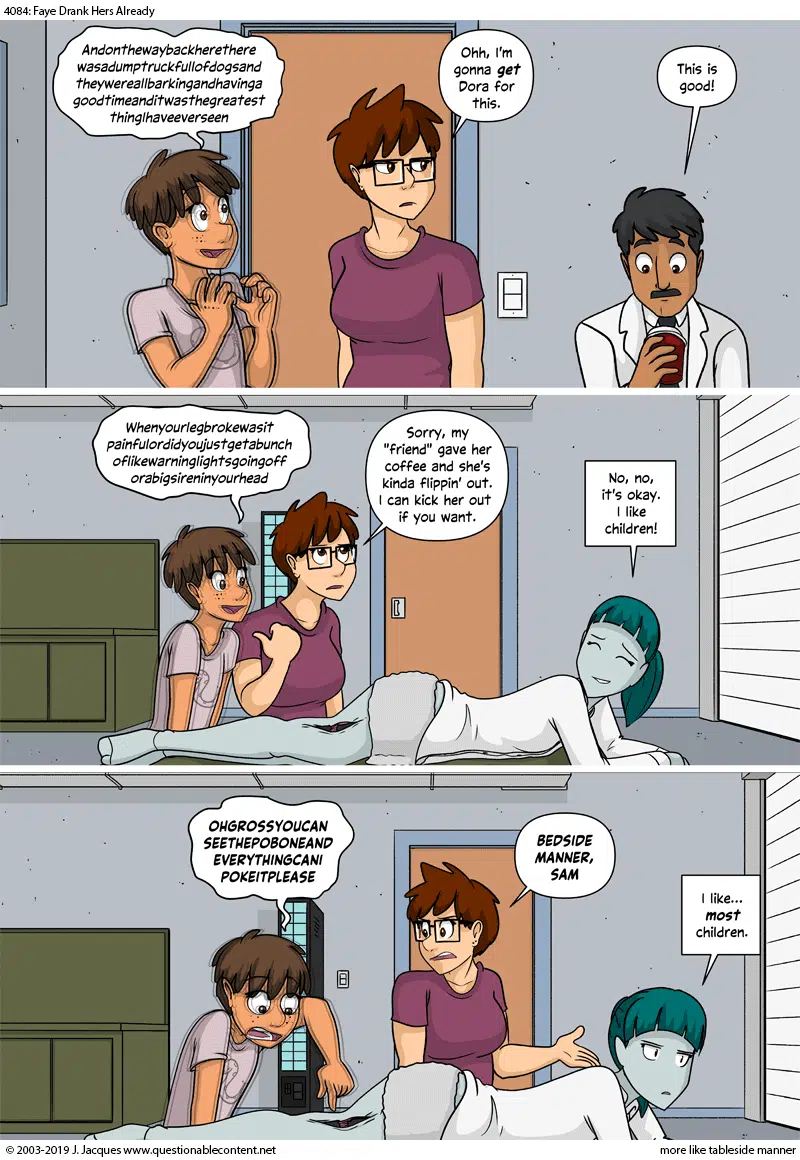 4084: Faye Drank Hers Already
Andonthewaybackherethere
wasadumptruckfullofdogsand
theywereallbarkingandhavinga
goodtimeanditwasthegreatest
thingIhaveeverseen
Ohh, I'm
gonna get
Dora for
this.
This is
good!
Whenyourlegbrokewasit
painfulordidyoujustgetabunch
oflikewarninglightsgoingoff
orabigsireninyourhead
Sorry, my
"friend" gave her
coffee and she's
kinda flippin' out.
I can kick her out
if you want.
No, no,
it's okay.
I like
children!
OHGROSSYOUCAN
SEETHEPOBONEAND
EVERYTHINGCANI
POKEITPLEASE
BEDSIDE
MANNER,
SAM
I like...
most
children.
© 2003-2019 J. Jacques www.questionablecontent.net
more like tableside manner